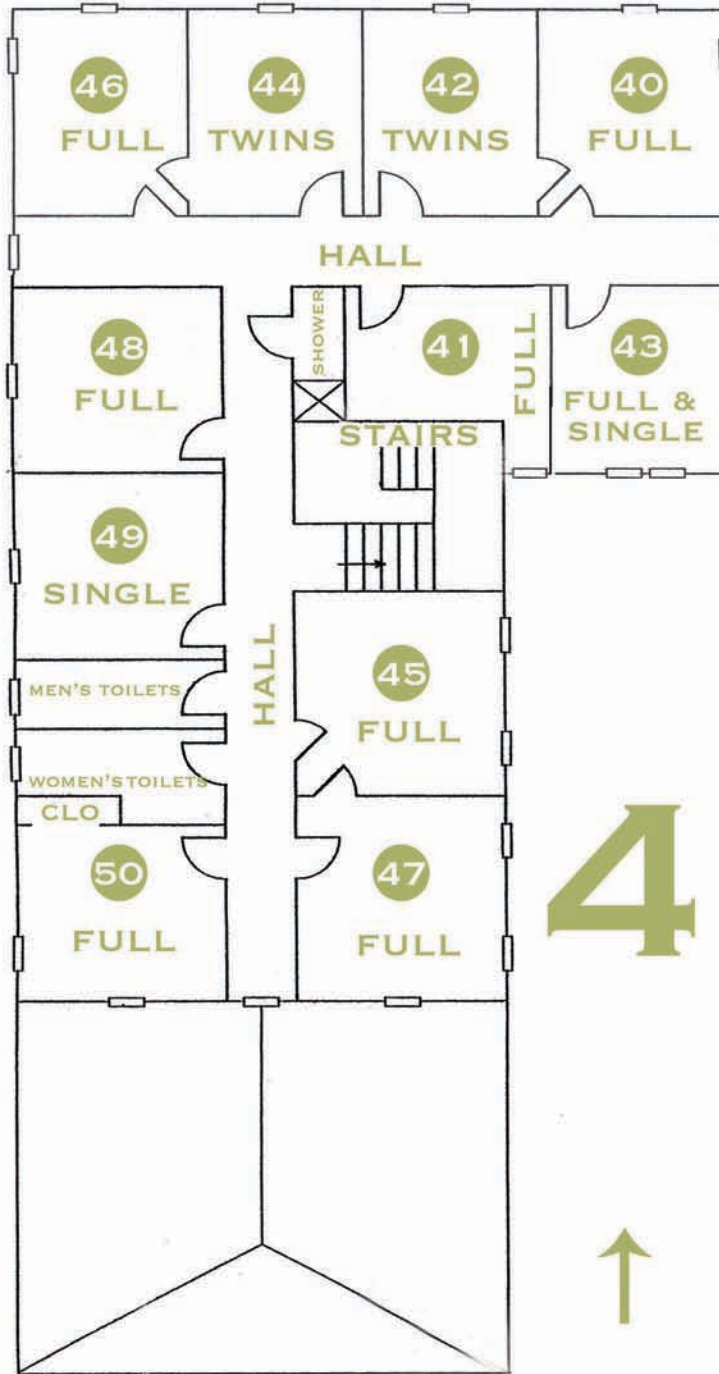 46
FULL
44
TWINS
42
TWINS
40
FULL
HALL
48
FULL
SHOWER
41
FULL
43
FULL &
SINGLE
STAIRS
49
SINGLE
HALL
45
FULL
MEN'S TOILETS
WOMEN'S TOILETS
CLO
50
FULL
47
FULL
4